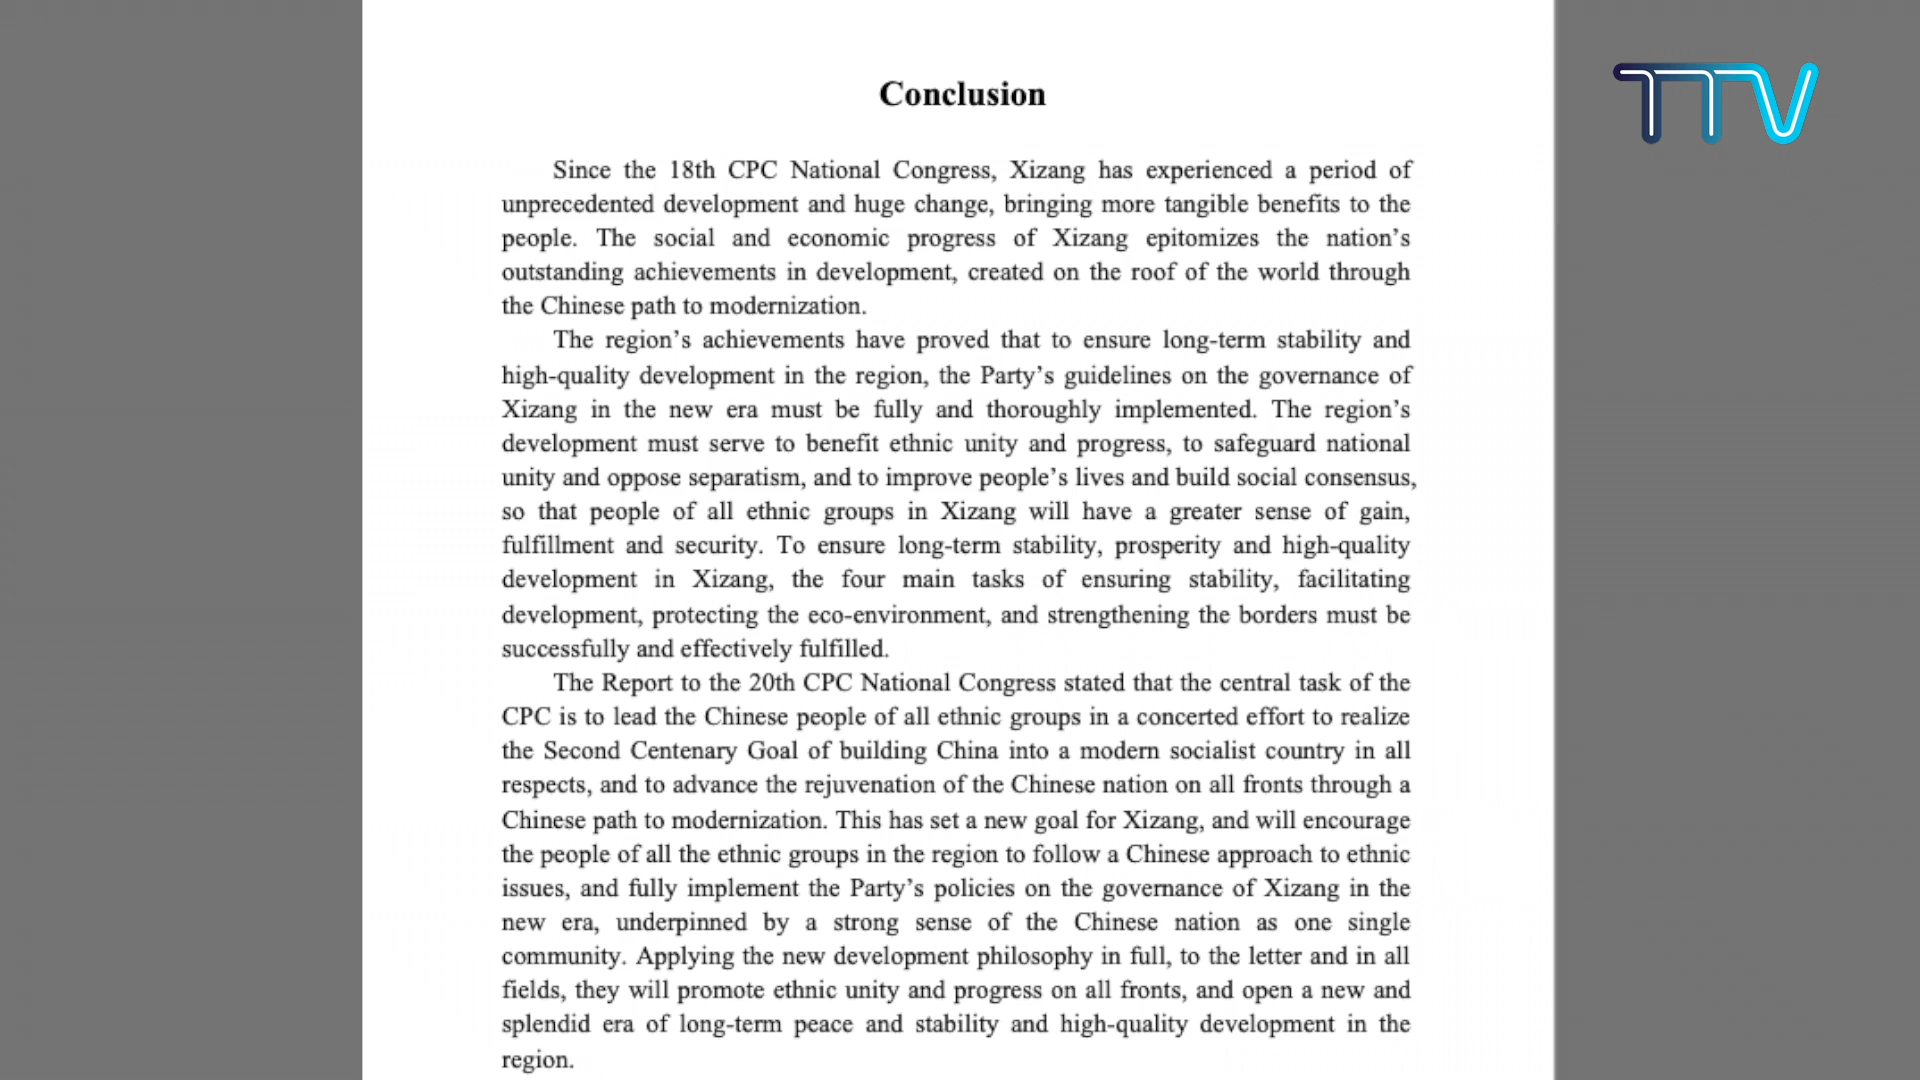 TTV
Conclusion
Since the 18th CPC National Congress, Xizang has experienced a period of
unprecedented development and huge change, bringing more tangible benefits to the
people. The social and economic progress of Xizang epitomizes the nation’s
outstanding achievements in development, created on the roof of the world through
the Chinese path to modernization.
The region’s achievements have proved that to ensure long-term stability and
high-quality development in the region, the Party’s guidelines on the governance of
Xizang in the new era must be fully and thoroughly implemented. The region’s
development must serve to benefit ethnic unity and progress, to safeguard national
unity and oppose separatism, and to improve people’s lives and build social consensus,
so that people of all ethnic groups in Xizang will have a greater sense of gain,
fulfillment and security. To ensure long-term stability, prosperity and high-quality
development in Xizang, the four main tasks of ensuring stability, facilitating
development, protecting the eco-environment, and strengthening the borders must be
successfully and effectively fulfilled.
The Report to the 20th CPC National Congress stated that the central task of the
CPC is to lead the Chinese people of all ethnic groups in a concerted effort to realize
the Second Centenary Goal of building China into a modern socialist country in all
respects, and to advance the rejuvenation of the Chinese nation on all fronts through a
Chinese path to modernization. This has set a new goal for Xizang, and will encourage
the people of all the ethnic groups in the region to follow a Chinese approach to ethnic
issues, and fully implement the Party’s policies on the governance of Xizang in the
new era, underpinned by a strong sense of the Chinese nation as one single
community. Applying the new development philosophy in full, to the letter and in all
fields, they will promote ethnic unity and progress on all fronts, and open a new and
splendid era of long-term peace and stability and high-quality development in the
region.